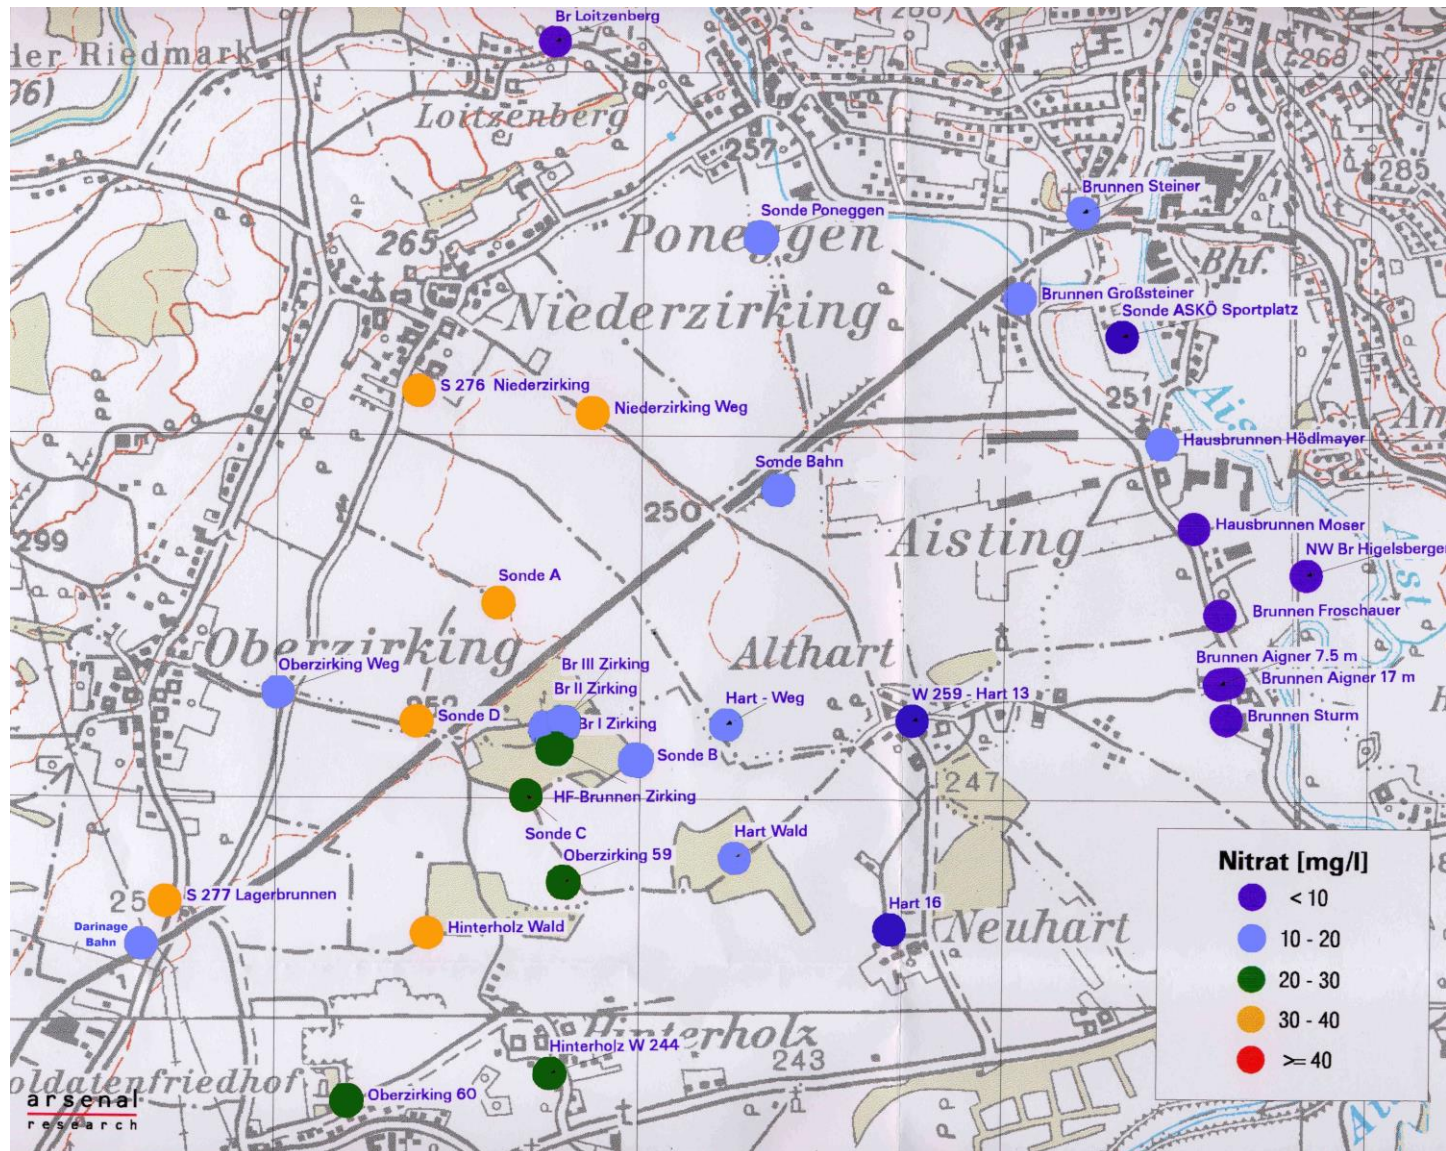 Br Loitzenberg
der Riedmark
Loitzenberg
257
268
285
Brunnen Steiner
Sonde Poneggen
Poneggen
265
Bhf.
Niederzirking
Brunnen Großsteiner
Sonde ASKÖ Sportplatz
S 276 Niederzirking
Niederzirking Weg
251
Hausbrunnen Hödlmayer
Sonde Bahn
250
Aisting
Hausbrunnen Moser
299
NW Br Higelsberger
Sonde A
Brunnen Froschauer
Oberzirking
Oberzirking Weg
Br III Zirking
Althart
Brunnen Aigner 7.5 m
Brunnen Aigner 17 m
Br II Zirking
Hart - Weg
W 259 - Hart 13
Sonde D
Br I Zirking
Brunnen Sturm
Sonde B
HF-Brunnen Zirking
247
Sonde C
Hart Wald
Oberzirking 59
Nitrat [mg/l]
< 10
10 - 20
20 - 30
30 - 40
>= 40
S 277 Lagerbrunnen
25
Darinage
Bahn
Hinterholz Wald
Hart 16
Neuhart
Hinterholz
Hinterholz W 244
243
oldatenfriedhof
Oberzirking 60
arsenal
research